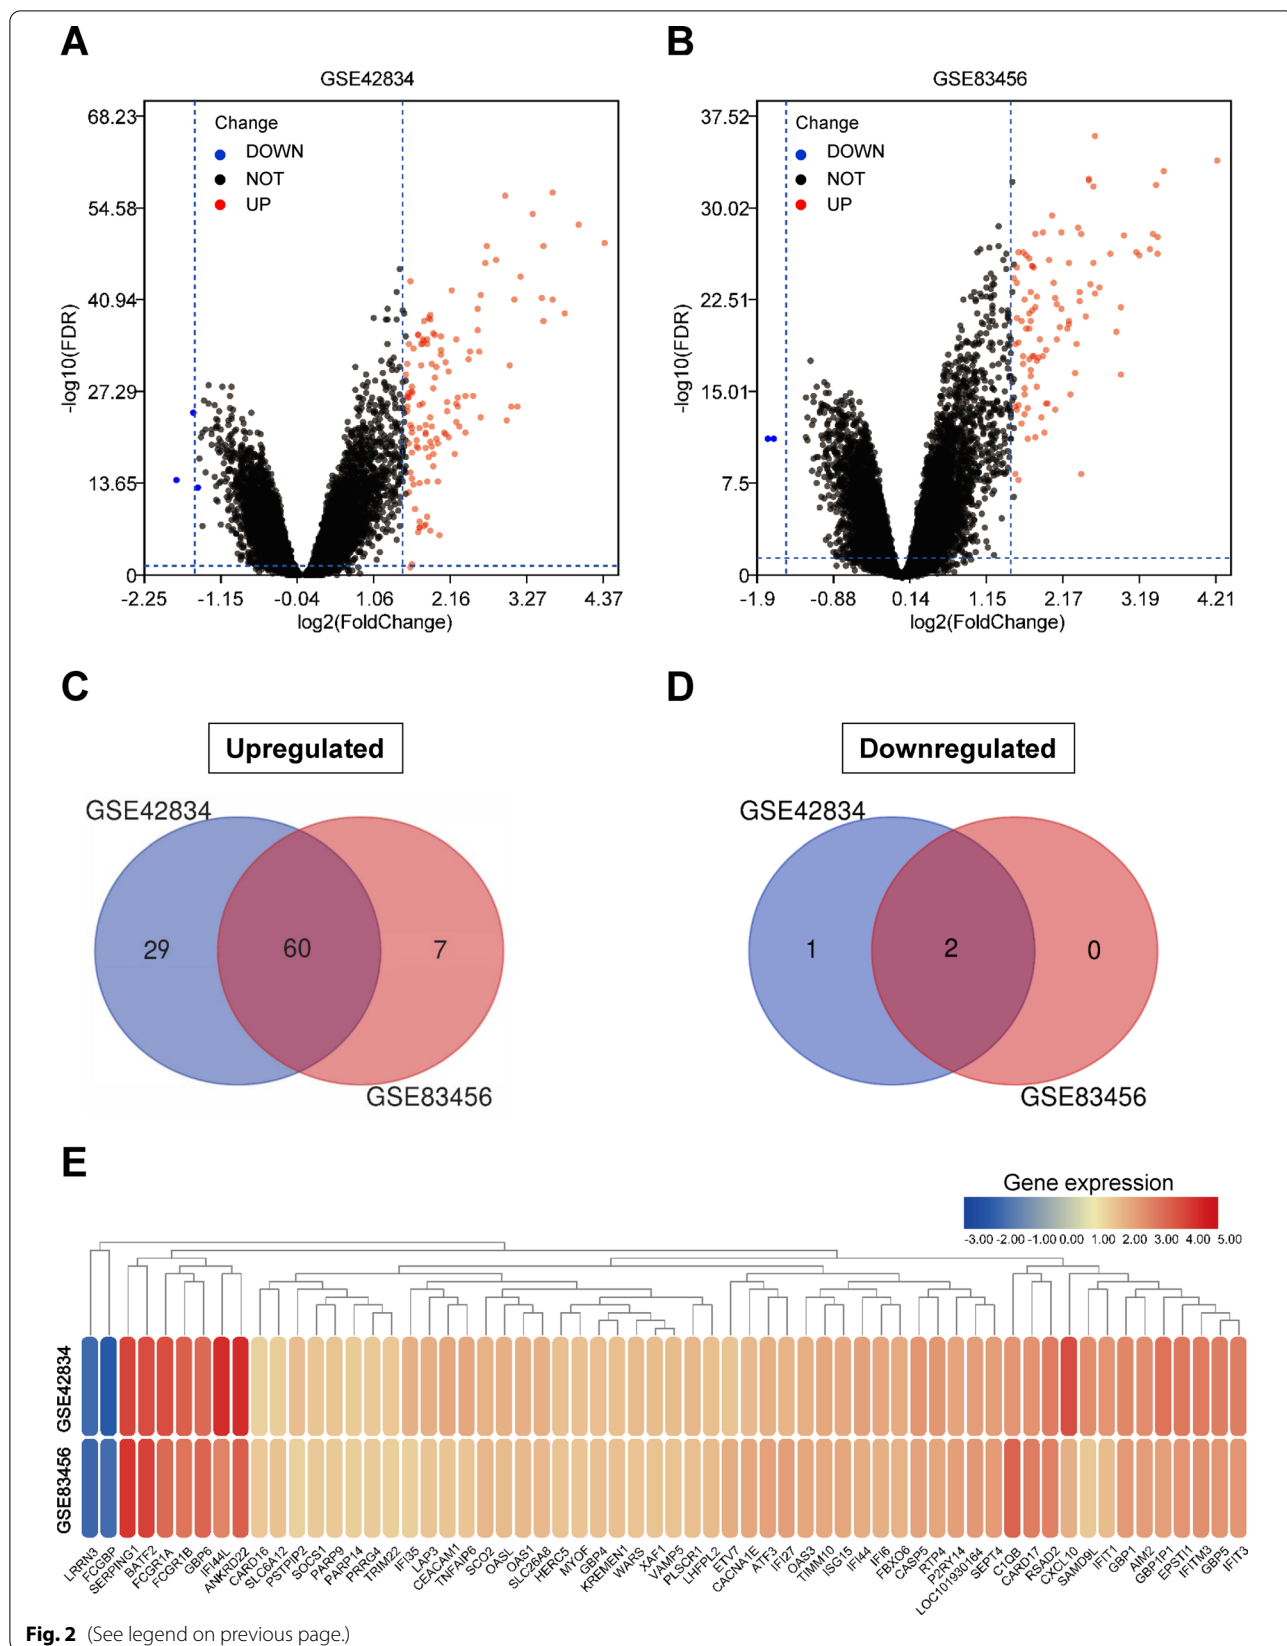 A
GSE42834
68.23
54.58
40.94
27.29
13.65
0
-log10(FDR)
Change
DOWN
NOT
UP
-2.25 -1.15 -0.04 1.06 2.16 3.27 4.37
log2(FoldChange)
B
GSE83456
37.52
30.02
22.51
15.01
7.5
0
-log10(FDR)
Change
DOWN
NOT
UP
-1.9 -0.88 0.14 1.15 2.17 3.19 4.21
log2(FoldChange)
C
Upregulated
GSE42834
29 60 7
GSE83456
D
Downregulated
GSE42834
1 2 0
GSE83456
E
Gene expression
-3.00 -2.00 -1.00 0.00 1.00 2.00 3.00 4.00 5.00
GSE42834
GSE83456
LRRN3
FCGBP
SERPING1
BATF2
FCGR1A
FCGR1B
GBP6
IFI44L
ANKRD22
CARD16
SLC6A12
PSTPIP2
SOCS1
PARP9
PARP14
PRRG4
TRIM22
IFI35
LAP3
CEACAM1
TNFAIP6
SCO2
OASL
OAS1
SLC26A8
HERC5
MYOF
GBP4
KREMEN1
WARS
XAF1
VAMP5
PLSCR1
LHFPL2
ETV7
CACNA1E
ATF3
IFI27
OAS3
TIMM10
ISG15
IFI44
IFI6
FBXO6
CASP5
RTP4
P2RY14
LOC101930164
SEPT4
C1QB
CARD17
RSAD2
CXCL10
SAMD9L
IFIT1
GBP1
AIM2
GBP1P1
EPSTI1
IFITM3
GBP5
IFIT3
Fig. 2 (See legend on previous page.)